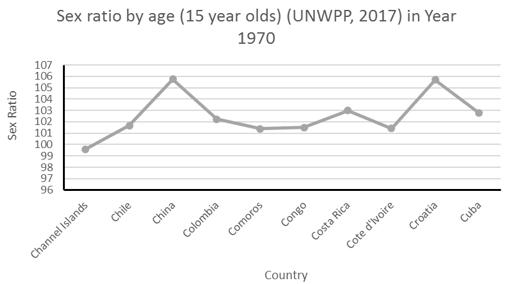 Sex ratio by age (15 year olds) (UNWPP, 2017) in Year
1970
Sex Ratio
107
106
105
104
103
102
101
100
99
98
97
96
Channel Islands
Chile
China
Colombia
Comoros
Congo
Costa Rica
Cote d'Ivoire
Croatia
Cuba
Country